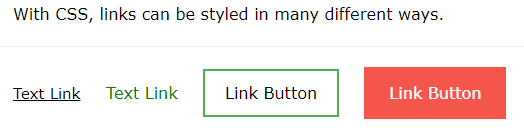 With CSS, links can be styled in many different ways.
Text Link Text Link Link Button Link Button